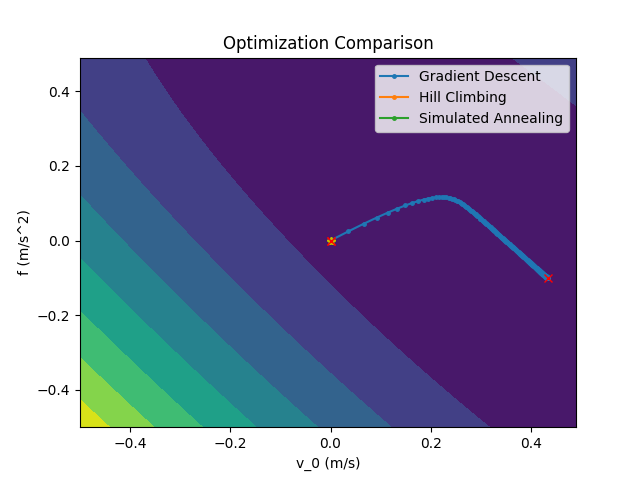 Optimization Comparison
Gradient Descent
Hill Climbing
Simulated Annealing
f (m/s^2)
0.4
0.2
0.0
−0.2
−0.4
−0.4
−0.2
0.0
0.2
0.4
v_0 (m/s)